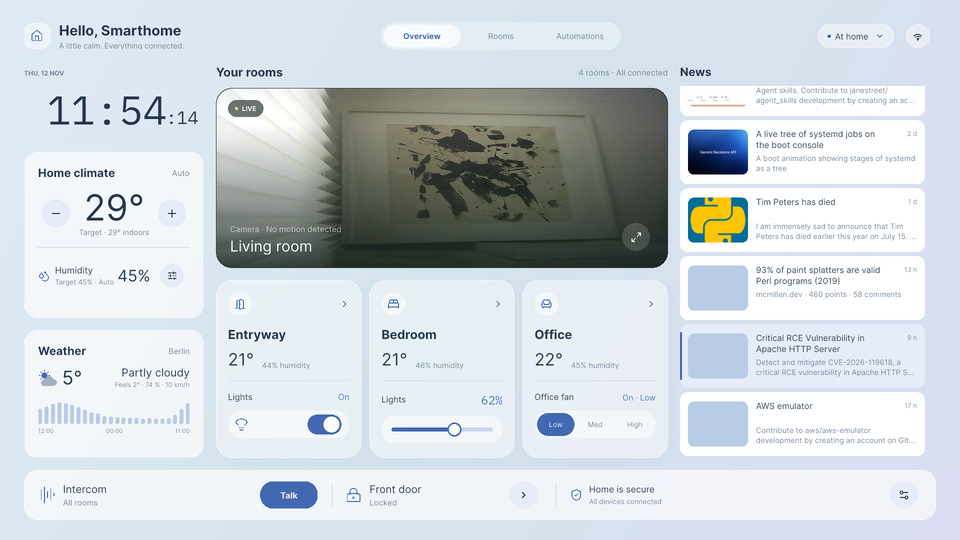 Hello, Smarthome
A little calm. Everything connected.
Overview
Rooms
Automations
At home
THU, 12 NOV
11:54:14
Home climate
Auto
29°
Target · 29° indoors
Humidity
Target 45% · Auto
45%
Weather
Berlin
5°
Partly cloudy
Feels 2° · 74 % · 10 km/h
12:00
00:00
11:00
Your rooms
4 rooms · All connected
LIVE
Camera · No motion detected
Living room
Entryway
21°
44% humidity
Lights
On
Bedroom
21°
46% humidity
Lights
62%
Office
22°
45% humidity
Office fan
On · Low
Low
Med
High
News
Agent skills. Contribute to janestreet/
agent_skills development by creating an ac...
Gemini Decisions API
A live tree of systemd jobs on
the boot console
2 d
A boot animation showing stages of systemd
as a tree
Tim Peters has died
1 d
I am immensely sad to announce that Tim
Peters has died earlier this year on July 15. ...
93% of paint splatters are valid
Perl programs (2019)
13 h
mcmillen.dev · 460 points · 58 comments
Critical RCE Vulnerability in
Apache HTTP Server
9 h
Detect and mitigate CVE-2026-119618, a
critical RCE vulnerability in Apache HTTP S...
AWS emulator
17 h
Contribute to aws/aws-emulator
development by creating an account on Git...
Intercom
All rooms
Talk
Front door
Locked
Home is secure
All devices connected